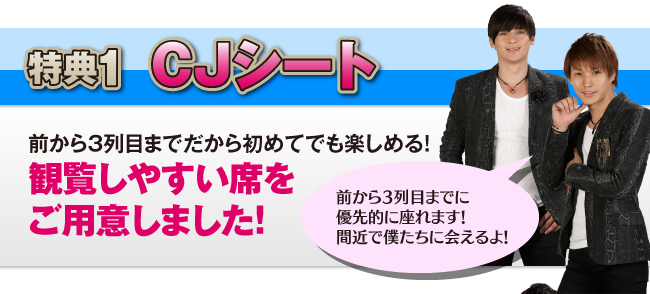 特典1 CJシート
前から3列目までだから初めてでも楽しめる!
観覧しやすい席を
ご用意しました!
前から3列目までに
優先的に座れます!
間近で僕たちに会えるよ!